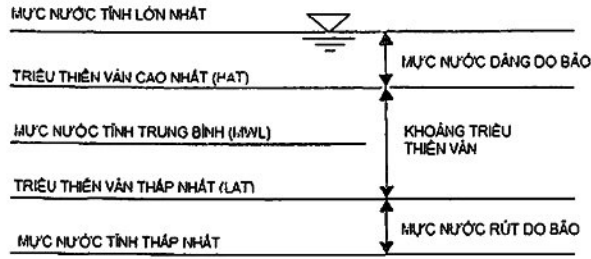 MỰC NƯỚC TĨNH LỚN NHẤT
MỰC NƯỚC DÂNG DO BÃO
TRIỀU THIÊN VĂN CAO NHẤT (HAT)
MỰC NƯỚC TĨNH TRUNG BÌNH (MWL)
KHOẢNG TRIỀU
THIÊN VĂN
TRIỀU THIÊN VĂN THẤP NHẤT (LAT)
MỰC NƯỚC RÚT DO BÃO
MỰC NƯỚC TĨNH THẤP NHẤT